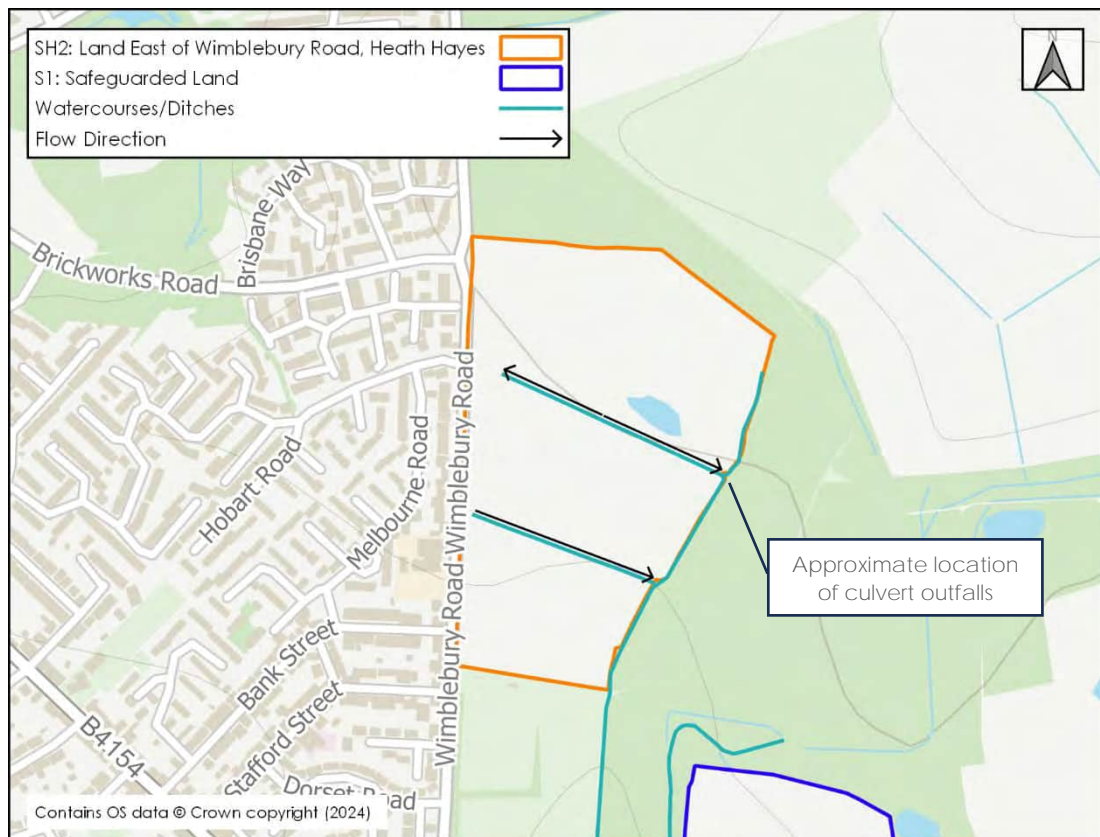 SH2: Land East of Wimblebury Road, Heath Hayes
S1: Safeguarded Land
Watercourses/Ditches
Flow Direction
N
Brisbane Way
Brickworks Road
Wimblebury Road
Wimblebury Road
Wimblebury Road
Hobart Road
Melbourne Road
Approximate location
of culvert outfalls
Bank Street
Stafford Street
B4154
Dorset Road
Contains OS data © Crown copyright (2024)